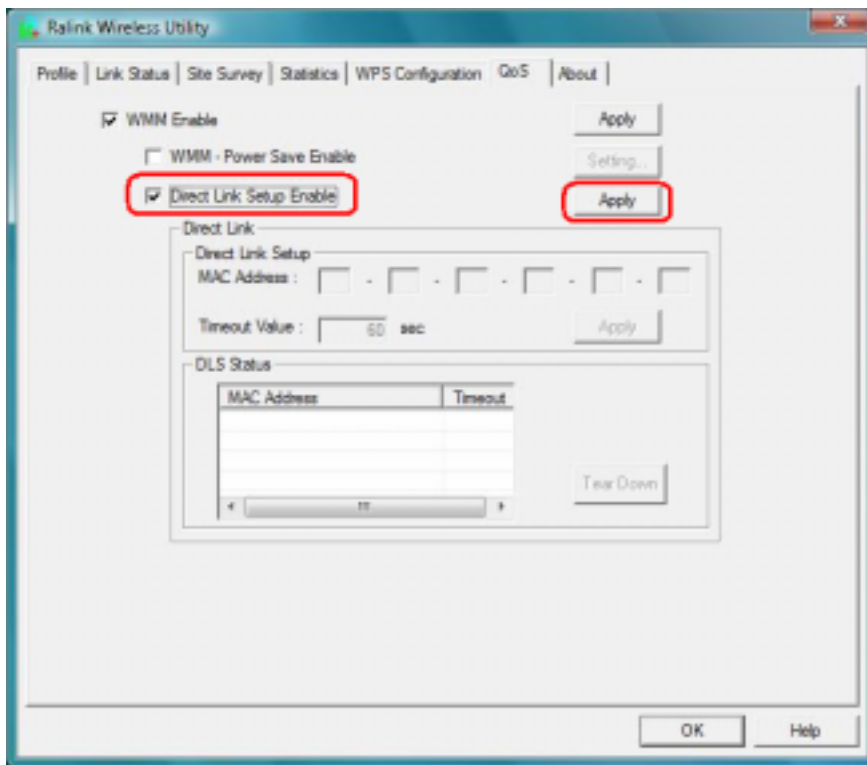 Ralink Wireless Utility
Profile Link Status Site Survey Statistics WPS Configuration QoS About
WMM Enable Apply
WMM - Power Save Enable Setting...
Direct Link Setup Enable Apply
Direct Link
Direct Link Setup
MAC Address : - - - - -
Timeout Value : 60 sec Apply
DLS Status
MAC Address Timeout
Tear Down
OK Help